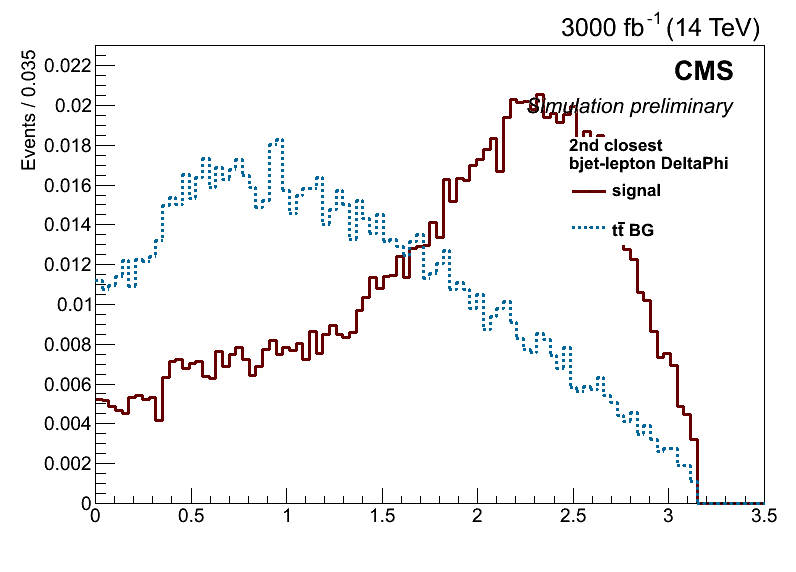 3000 fb⁻¹ (14 TeV)
Events / 0.035
CMS
Simulation preliminary
2nd closest
bjet-lepton DeltaPhi
signal
tt̄ BG
0.022
0.02
0.018
0.016
0.014
0.012
0.01
0.008
0.006
0.004
0.002
0
0 0.5 1 1.5 2 2.5 3 3.5